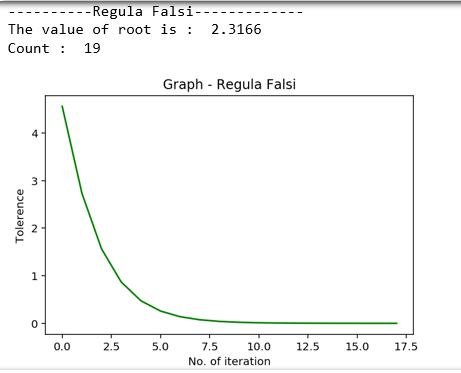 ----------Regula Falsi-------------
The value of root is :  2.3166
Count :  19
Graph - Regula Falsi
4
3
2
1
0
Tolerence
0.0 2.5 5.0 7.5 10.0 12.5 15.0 17.5
No. of iteration